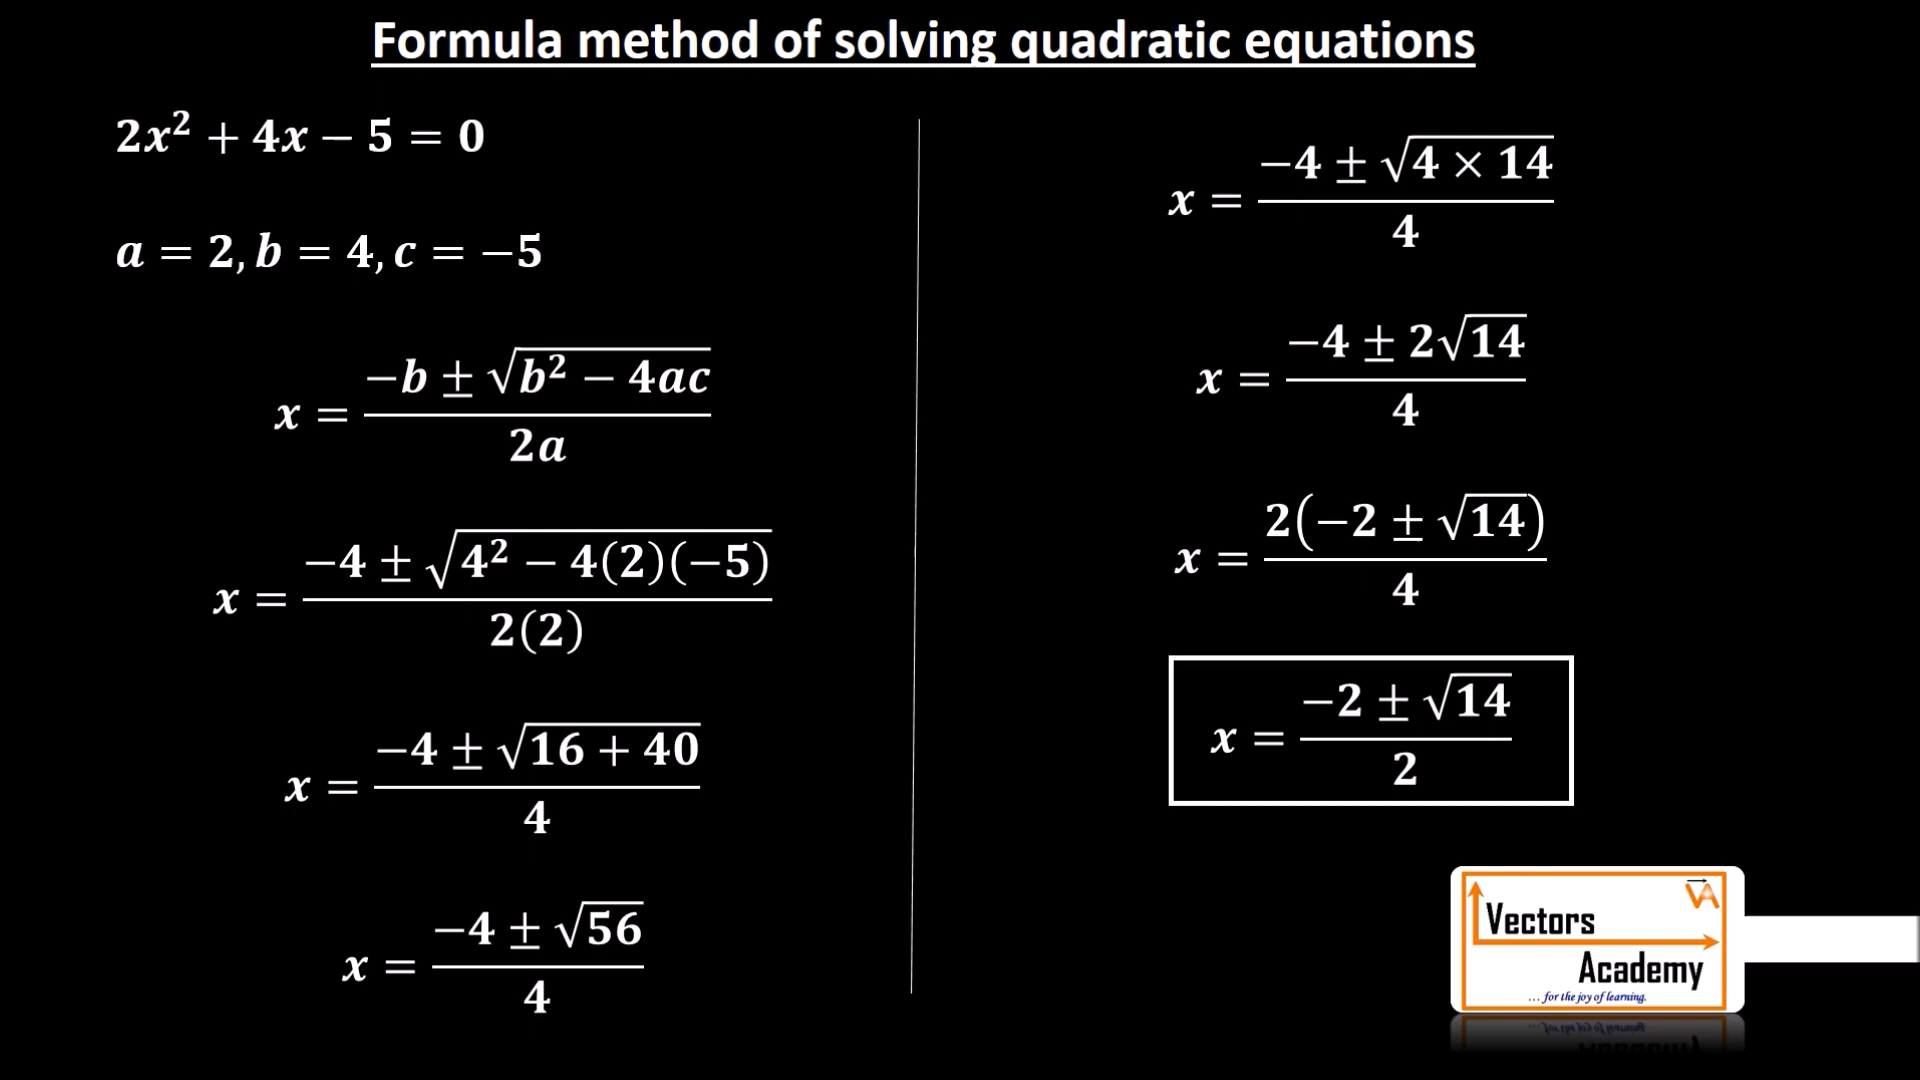 Formula method of solving quadratic equations
2x² + 4x − 5 = 0
a = 2, b = 4, c = −5
x = (−b ± √(b² − 4ac)) / 2a
x = (−4 ± √(4² − 4(2)(−5))) / 2(2)
x = (−4 ± √(16 + 40)) / 4
x = (−4 ± √56) / 4
x = (−4 ± √(4 × 14)) / 4
x = (−4 ± 2√14) / 4
x = 2(−2 ± √14) / 4
x = (−2 ± √14) / 2
VA
Vectors
Academy
... for the joy of learning.